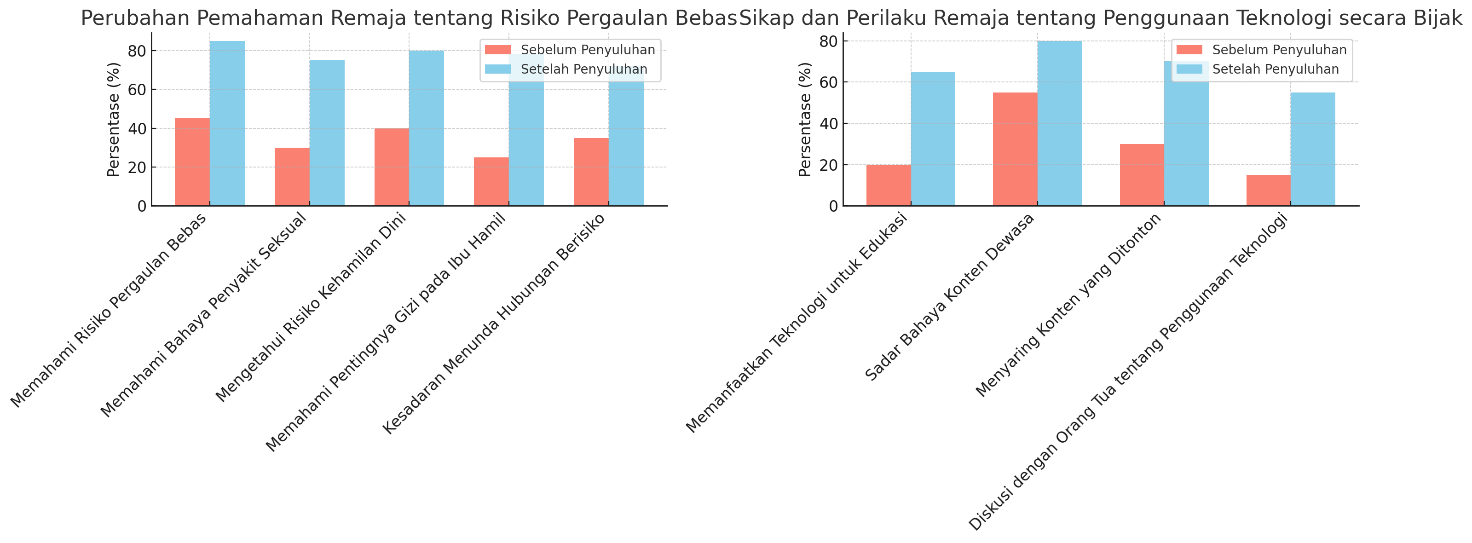 Perubahan Pemahaman Remaja tentang Risiko Pergaulan Bebas
Persentase (%)
80
60
40
20
0
Sebelum Penyuluhan
Setelah Penyuluhan
Memahami Risiko Pergaulan Bebas
Memahami Bahaya Penyakit Seksual
Mengetahui Risiko Kehamilan Dini
Memahami Pentingnya Gizi pada Ibu Hamil
Kesadaran Menunda Hubungan Berisiko
Sikap dan Perilaku Remaja tentang Penggunaan Teknologi secara Bijak
Persentase (%)
80
60
40
20
0
Sebelum Penyuluhan
Setelah Penyuluhan
Memanfaatkan Teknologi untuk Edukasi
Sadar Bahaya Konten Dewasa
Menyaring Konten yang Ditonton
Diskusi dengan Orang Tua tentang Penggunaan Teknologi